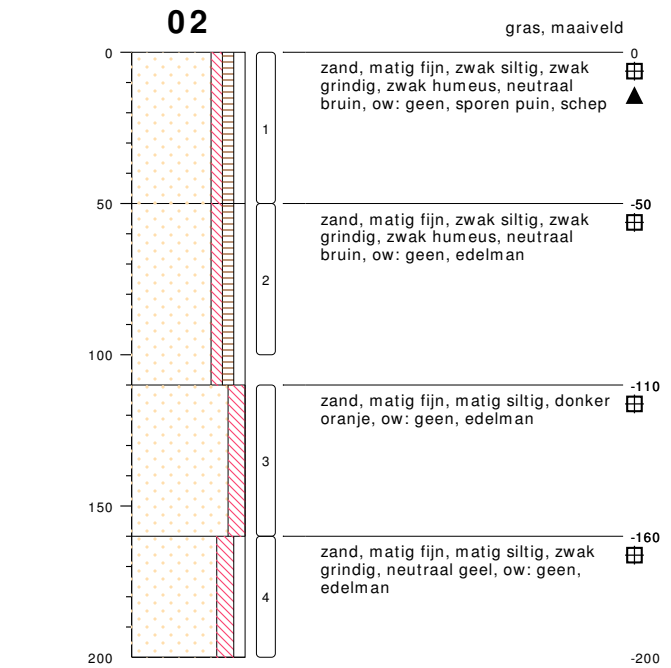 02
gras, maaiveld
0
0
zand, matig fijn, zwak siltig, zwak
grindig, zwak humeus, neutraal
bruin, ow: geen, sporen puin, schep
1
50
-50
zand, matig fijn, zwak siltig, zwak
grindig, zwak humeus, neutraal
bruin, ow: geen, edelman
2
100
-110
zand, matig fijn, matig siltig, donker
oranje, ow: geen, edelman
3
150
-160
zand, matig fijn, matig siltig, zwak
grindig, neutraal geel, ow: geen,
edelman
4
200
-200